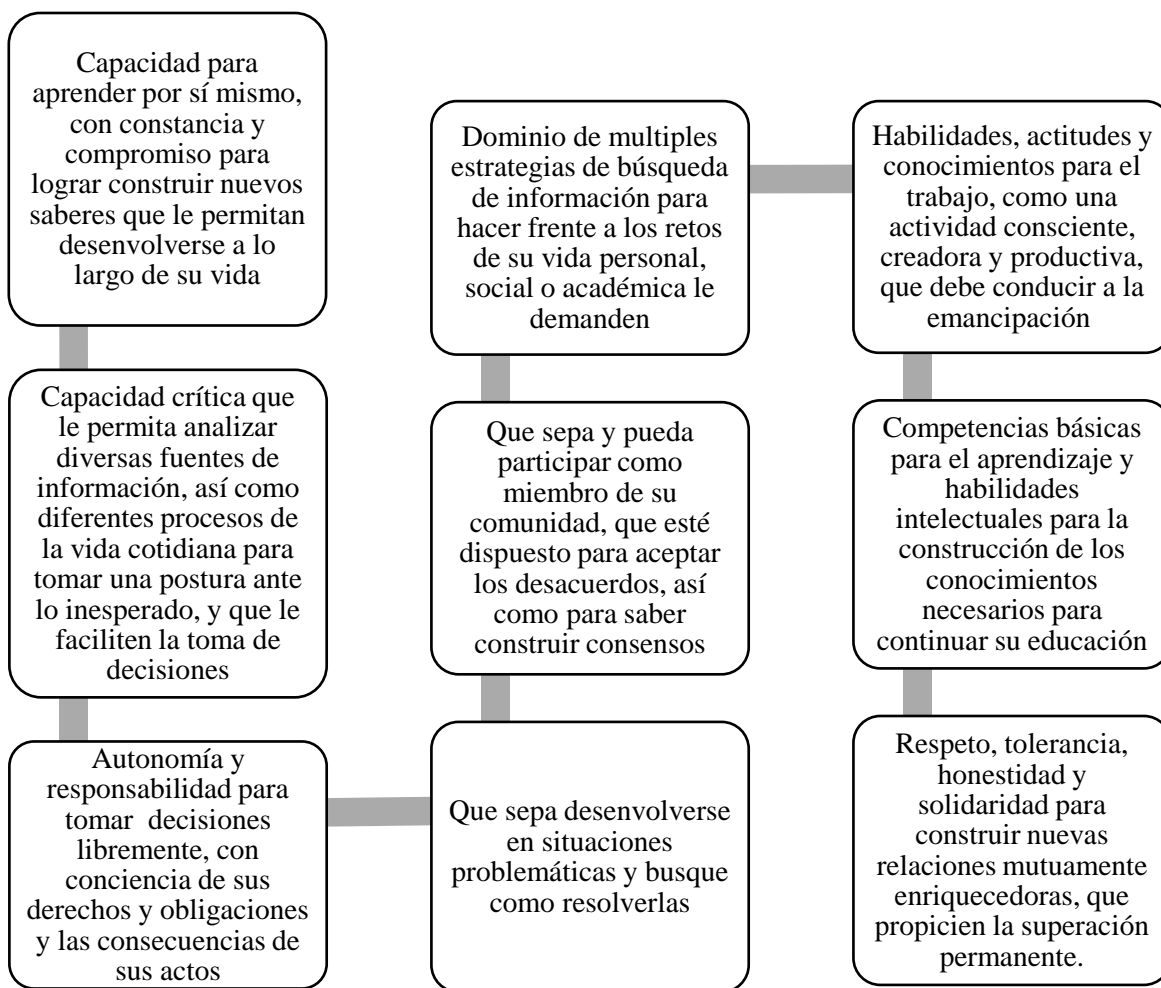 Capacidad para
aprender por sí mismo,
con constancia y
compromiso para
lograr construir nuevos
saberes que le permitan
desenvolverse a lo
largo de su vida
Capacidad crítica que
le permita analizar
diversas fuentes de
información, así como
diferentes procesos de
la vida cotidiana para
tomar una postura ante
lo inesperado, y que le
faciliten la toma de
decisiones
Autonomía y
responsabilidad para
tomar decisiones
libremente, con
conciencia de sus
derechos y obligaciones
y las consecuencias de
sus actos
Que sepa desenvolverse
en situaciones
problemáticas y busque
como resolverlas
Que sepa y pueda
participar como
miembro de su
comunidad, que esté
dispuesto para aceptar
los desacuerdos, así
como para saber
construir consensos
Dominio de multiples
estrategias de búsqueda
de información para
hacer frente a los retos
de su vida personal,
social o académica le
demanden
Habilidades, actitudes y
conocimientos para el
trabajo, como una
actividad consciente,
creadora y productiva,
que debe conducir a la
emancipación
Competencias básicas
para el aprendizaje y
habilidades
intelectuales para la
construcción de los
conocimientos
necesarios para
continuar su educación
Respeto, tolerancia,
honestidad y
solidaridad para
construir nuevas
relaciones mutuamente
enriquecedoras, que
propicien la superación
permanente.